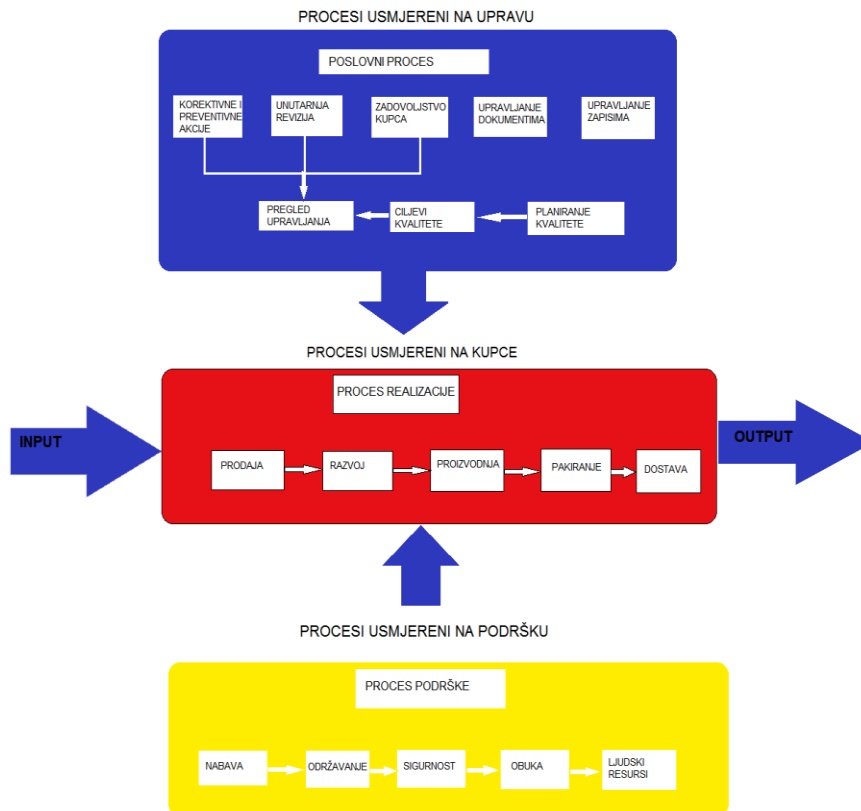 PROCESI USMJERENI NA UPRAVU
POSLOVNI PROCES
KOREKTIVNE I
PREVENTIVNE
AKCIJE
UNUTARNJA
REVIZIJA
ZADOVOLJSTVO
KUPCA
UPRAVLJANJE
DOKUMENTIMA
UPRAVLJANJE
ZAPISIMA
PREGLED
UPRAVLJANJA
CILJEVI
KVALITETE
PLANIRANJE
KVALITETE
PROCESI USMJERENI NA KUPCE
PROCES REALIZACIJE
INPUT
OUTPUT
PRODAJA
RAZVOJ
PROIZVODNJA
PAKIRANJE
DOSTAVA
PROCESI USMJERENI NA PODRŠKU
PROCES PODRŠKE
NABAVA
ODRŽAVANJE
SIGURNOST
OBUKA
LJUDSKI
RESURSI